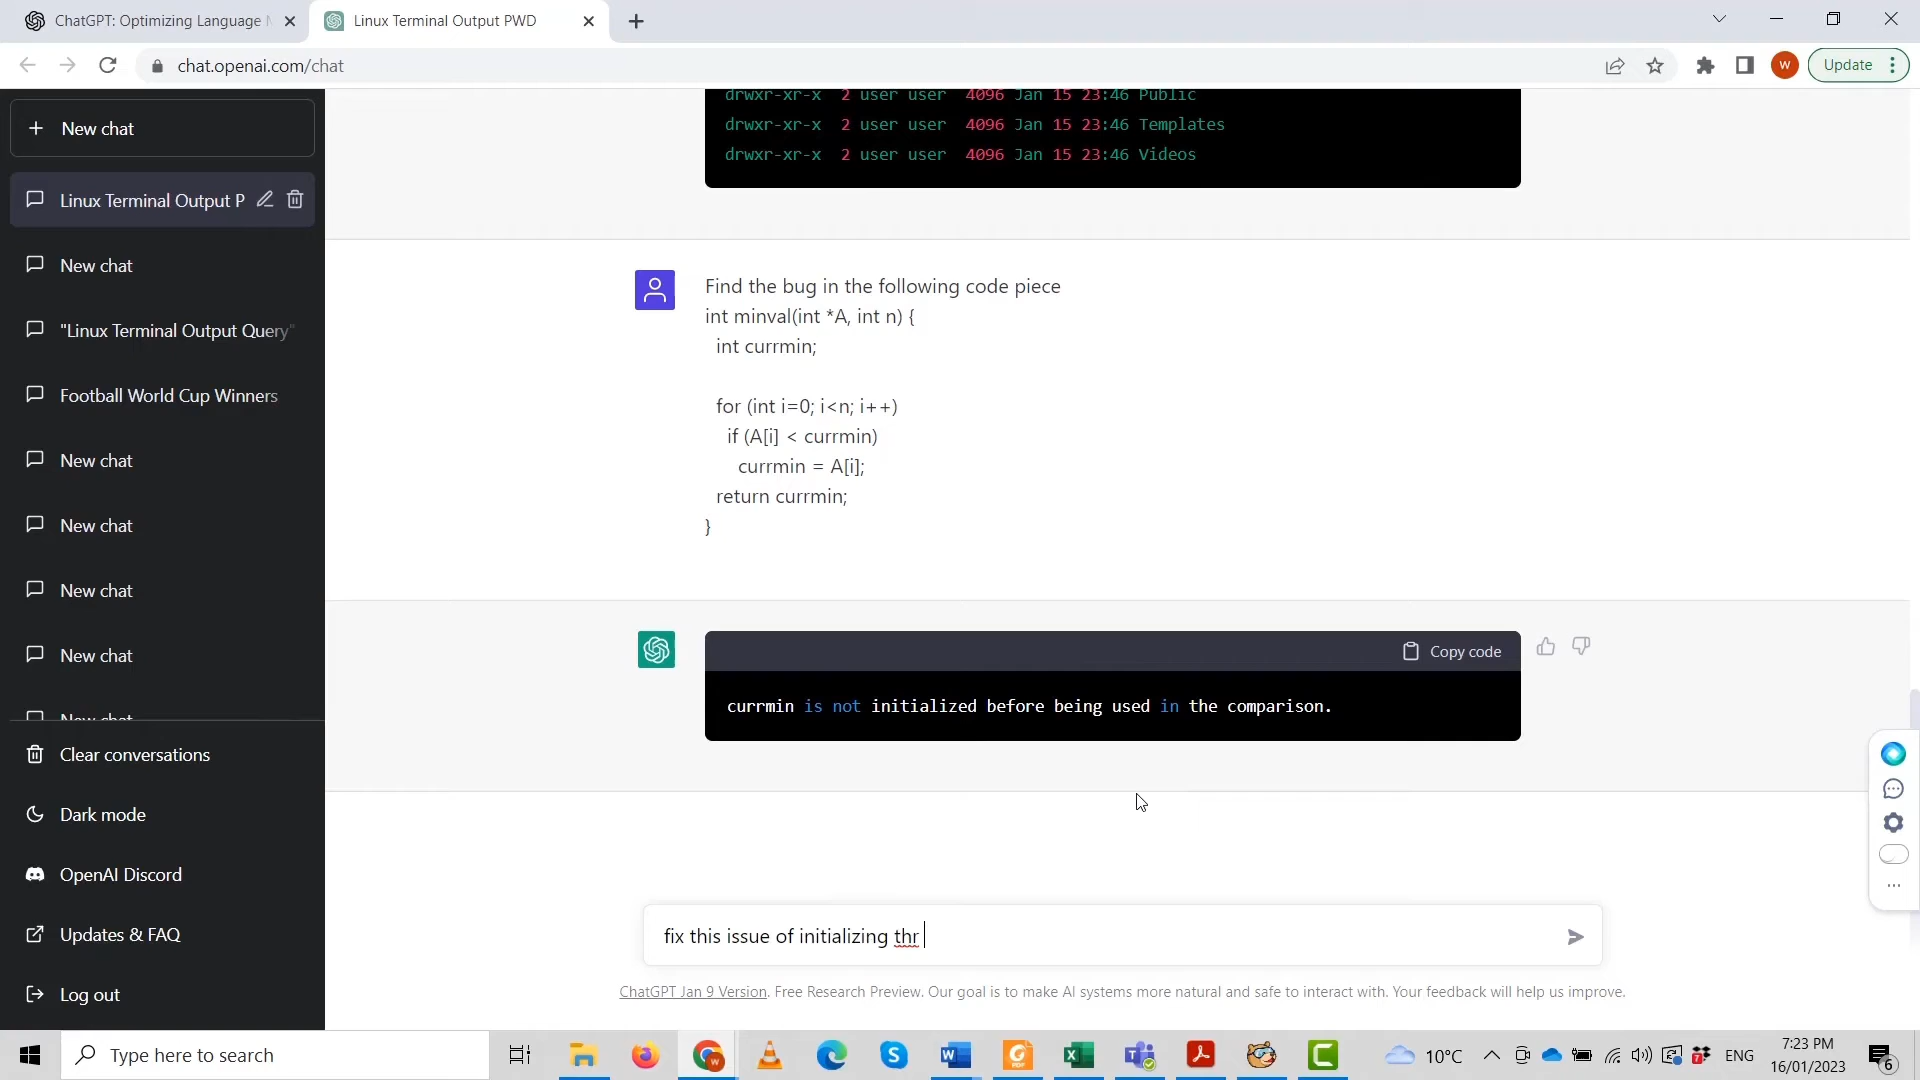 ChatGPT: Optimizing Language
Linux Terminal Output PWD
chat.openai.com/chat
W
Update
New chat
Linux Terminal Output P
New chat
"Linux Terminal Output Query"
Football World Cup Winners
New chat
New chat
New chat
New chat
New chat
Clear conversations
Dark mode
OpenAI Discord
Updates & FAQ
Log out
drwxr-xr-x 2 user user 4096 Jan 15 23:46 Public
drwxr-xr-x 2 user user 4096 Jan 15 23:46 Templates
drwxr-xr-x 2 user user 4096 Jan 15 23:46 Videos
Find the bug in the following code piece
int minval(int *A, int n) {
int currmin;
for (int i=0; i<n; i++)
if (A[i] < currmin)
currmin = A[i];
return currmin;
}
Copy code
currmin is not initialized before being used in the comparison.
fix this issue of initializing thr
ChatGPT Jan 9 Version. Free Research Preview. Our goal is to make AI systems more natural and safe to interact with. Your feedback will help us improve.
Type here to search
10°C
ENG
7:23 PM
16/01/2023
6